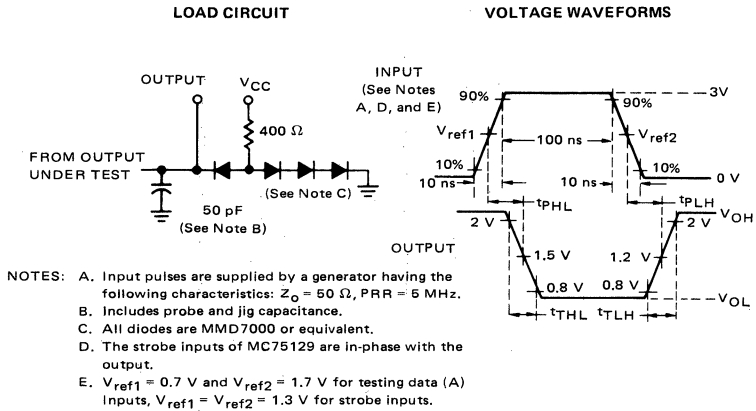 LOAD CIRCUIT
OUTPUT
VCC
400 Ω
FROM OUTPUT
UNDER TEST
(See Note C)
50 pF
(See Note B)
VOLTAGE WAVEFORMS
INPUT
(See Notes
A, D, and E)
90%
90%
3V
Vref1
100 ns
Vref2
10%
10%
10 ns
10 ns
0 V
tPHL
tPLH
2 V
2 V
VOH
OUTPUT
1.5 V
1.2 V
0.8 V
0.8 V
VOL
tTHL
tTLH
NOTES: A. Input pulses are supplied by a generator having the
following characteristics: Zo = 50 Ω, PRR = 5 MHz.
B. Includes probe and jig capacitance.
C. All diodes are MMD7000 or equivalent.
D. The strobe inputs of MC75129 are in-phase with the
output.
E. Vref1 = 0.7 V and Vref2 = 1.7 V for testing data (A)
Inputs, Vref1 = Vref2 = 1.3 V for strobe inputs.